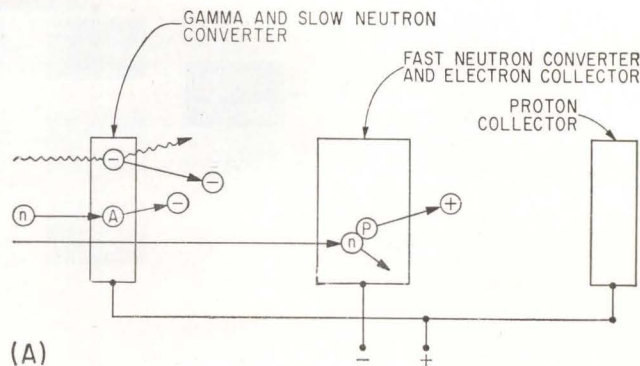 GAMMA AND SLOW NEUTRON
CONVERTER
FAST NEUTRON CONVERTER
AND ELECTRON COLLECTOR
PROTON
COLLECTOR
−
−
n
A
−
P
+
n
(A)
− +